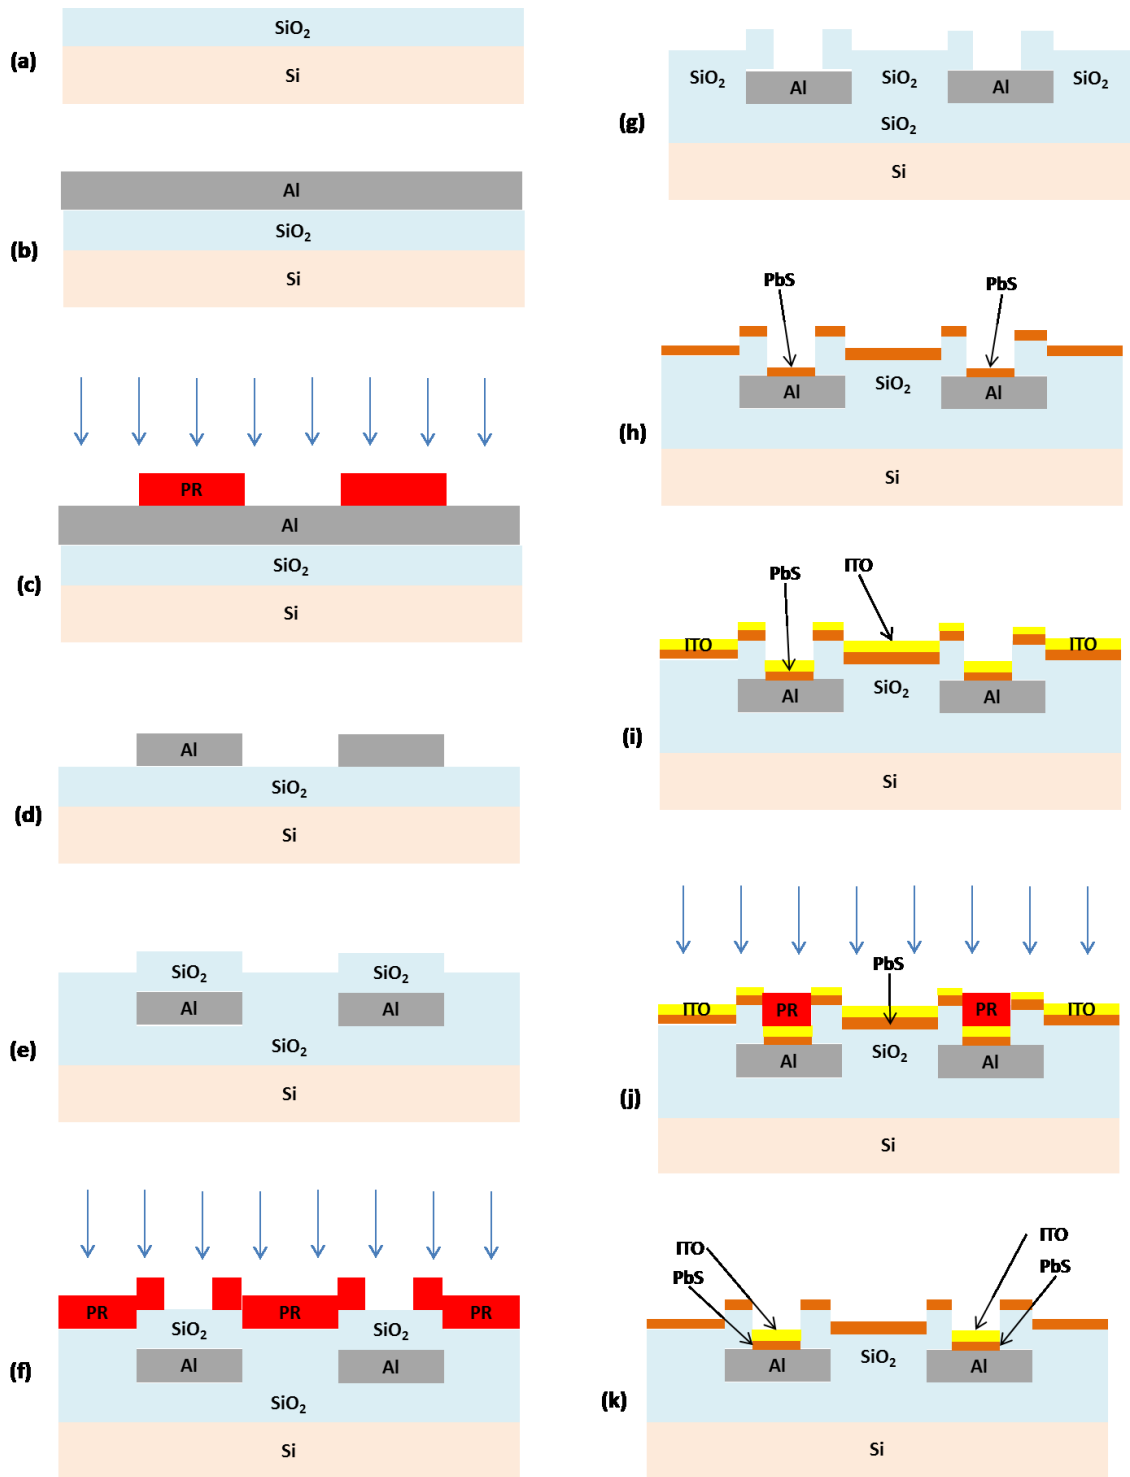 SiO2
(a)
Si
Al
SiO2
(b)
Si
PR
Al
SiO2
(c)
Si
Al
SiO2
(d)
Si
SiO2 SiO2
Al Al
SiO2
(e)
Si
PR PR PR
SiO2 SiO2
Al Al
(f)
SiO2
Si
SiO2 Al SiO2 Al SiO2
(g)
SiO2
Si
PbS PbS
Al SiO2 Al
(h)
Si
PbS ITO
ITO ITO
Al SiO2 Al
(i)
Si
PbS
ITO PR PR ITO
Al SiO2 Al
(j)
Si
ITO ITO
PbS PbS
Al SiO2 Al
(k)
Si